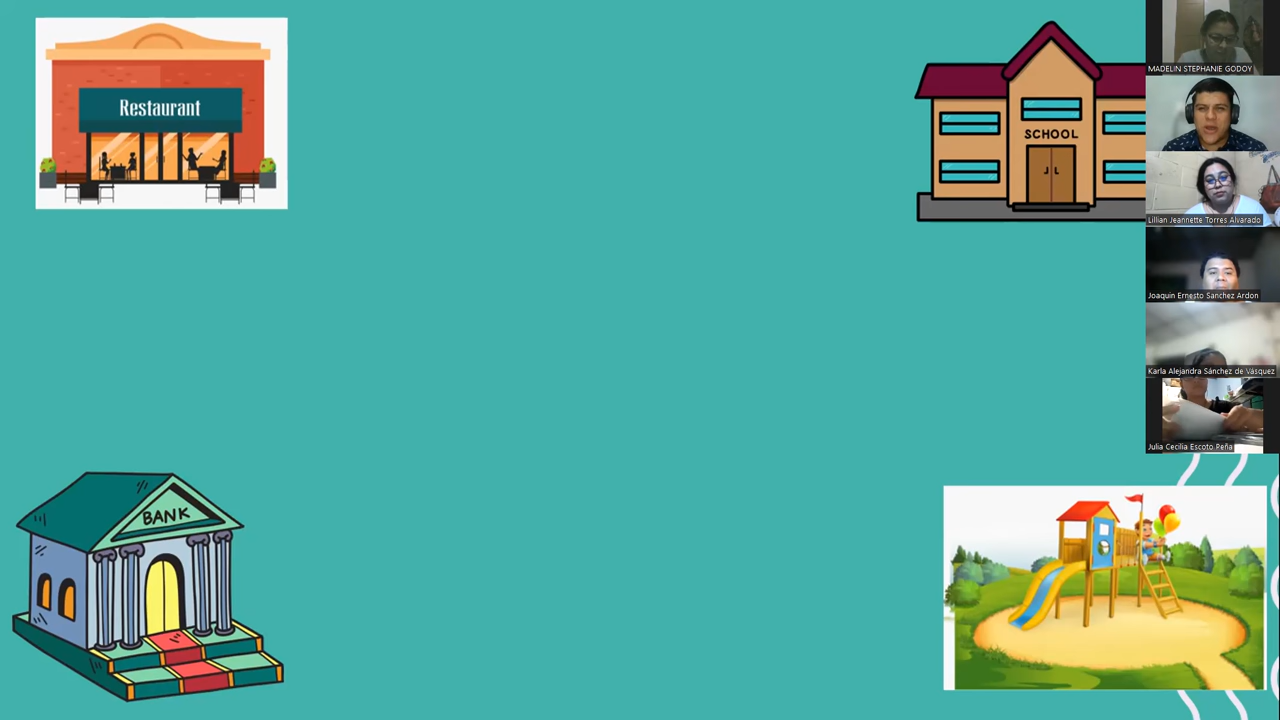 Restaurant
SCHOOL
BANK
MADELIN STEPHANIE GODOY
Lillian Jeannette Torres Alvarado
Joaquin Ernesto Sanchez Ardon
Karla Alejandra Sánchez de Vásquez
Julia Cecilia Escoto Peña